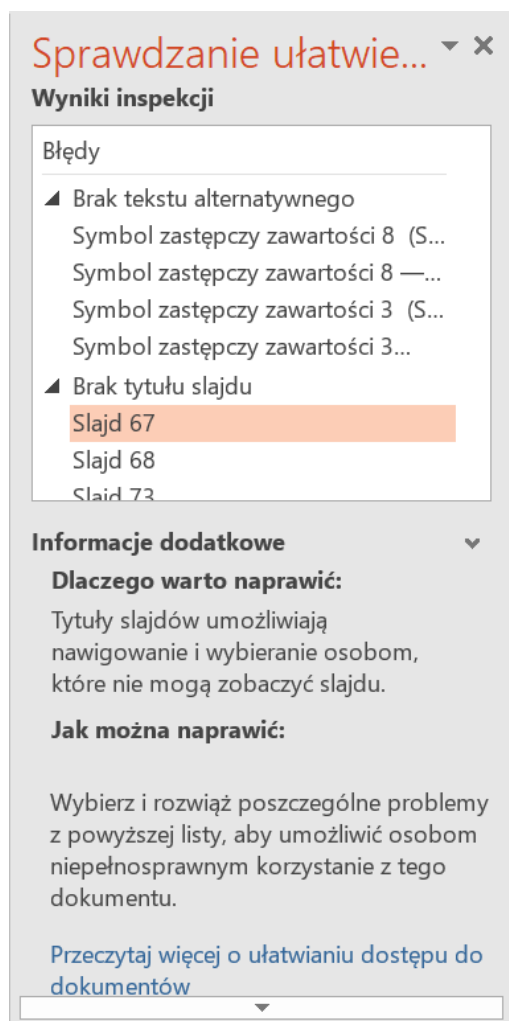 Sprawdzanie ułatwie...
Wyniki inspekcji
Błędy
Brak tekstu alternatywnego
Symbol zastępczy zawartości 8 (S...
Symbol zastępczy zawartości 8 —...
Symbol zastępczy zawartości 3 (S...
Symbol zastępczy zawartości 3...
Brak tytułu slajdu
Slajd 67
Slajd 68
Slajd 73
Informacje dodatkowe
Dlaczego warto naprawić:
Tytuły slajdów umożliwiają
nawigowanie i wybieranie osobom,
które nie mogą zobaczyć slajdu.
Jak można naprawić:
Wybierz i rozwiąż poszczególne problemy
z powyższej listy, aby umożliwić osobom
niepełnosprawnym korzystanie z tego
dokumentu.
Przeczytaj więcej o ułatwianiu dostępu do
dokumentów